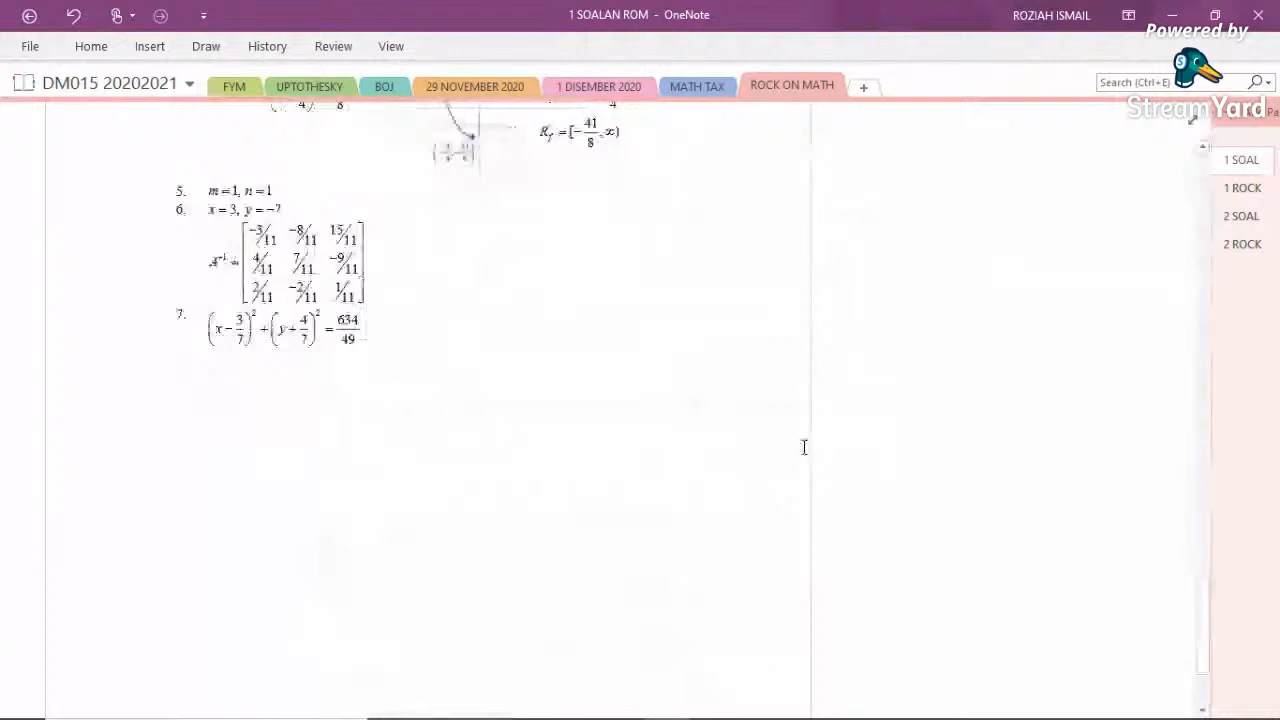 1 SOALAN ROM - OneNote
ROZIAH ISMAIL
Powered by
StreamYard
File Home Insert Draw History Review View
DM015 20202021
FYM UPTOTHESKY BOJ 29 NOVEMBER 2020 1 DISEMBER 2020 MATH TAX ROCK ON MATH +
Search (Ctrl+E)
Pa
1 SOAL
1 ROCK
2 SOAL
2 ROCK
8
4
R_f = [-41/8, ∞)
5. m = 1, n = 1
6. x = 3, y = -7
A^-1 = [-3/11 -8/11 15/11
4/11 7/11 -9/11
2/11 -2/11 1/11]
7. (x - 3/7)^2 + (y + 4/7)^2 = 634/49